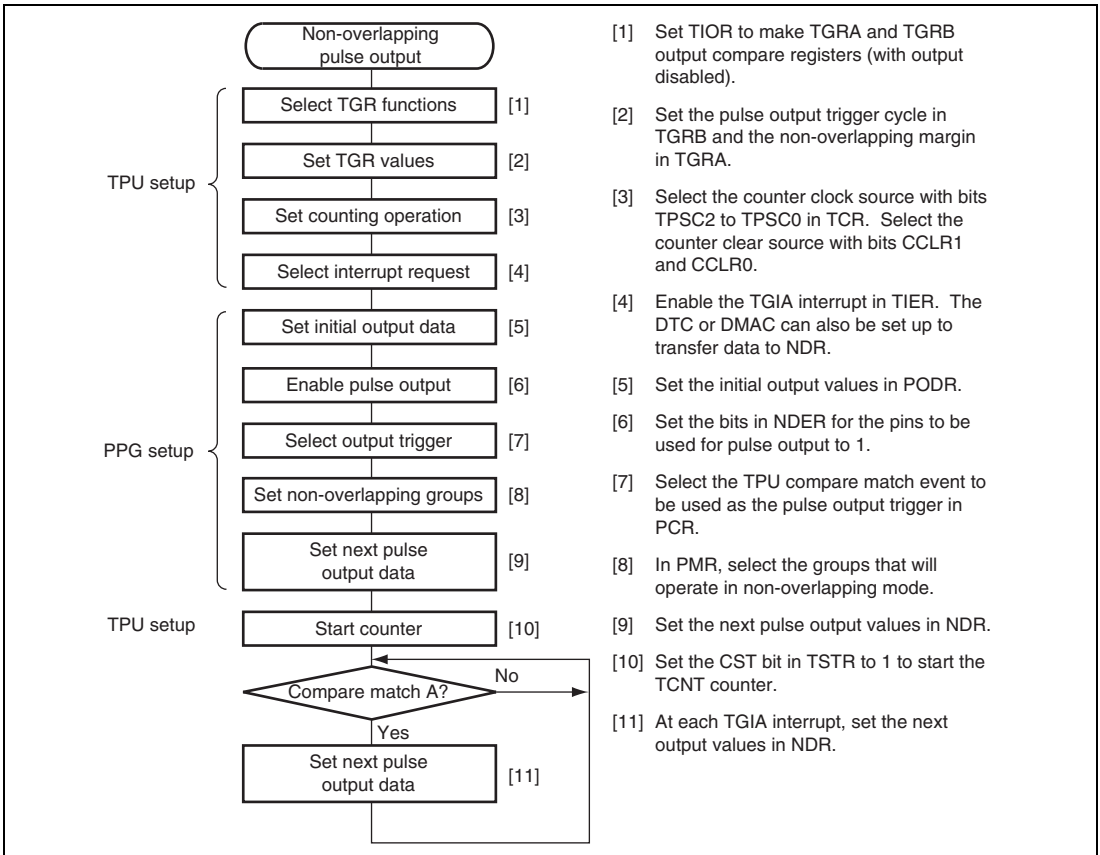 Non-overlapping
pulse output
TPU setup
Select TGR functions [1]
Set TGR values [2]
Set counting operation [3]
Select interrupt request [4]
PPG setup
Set initial output data [5]
Enable pulse output [6]
Select output trigger [7]
Set non-overlapping groups [8]
Set next pulse
output data [9]
TPU setup
Start counter [10]
Compare match A?
No
Yes
Set next pulse
output data [11]
[1] Set TIOR to make TGRA and TGRB
output compare registers (with output
disabled).
[2] Set the pulse output trigger cycle in
TGRB and the non-overlapping margin
in TGRA.
[3] Select the counter clock source with bits
TPSC2 to TPSC0 in TCR. Select the
counter clear source with bits CCLR1
and CCLR0.
[4] Enable the TGIA interrupt in TIER. The
DTC or DMAC can also be set up to
transfer data to NDR.
[5] Set the initial output values in PODR.
[6] Set the bits in NDER for the pins to be
used for pulse output to 1.
[7] Select the TPU compare match event to
be used as the pulse output trigger in
PCR.
[8] In PMR, select the groups that will
operate in non-overlapping mode.
[9] Set the next pulse output values in NDR.
[10] Set the CST bit in TSTR to 1 to start the
TCNT counter.
[11] At each TGIA interrupt, set the next
output values in NDR.